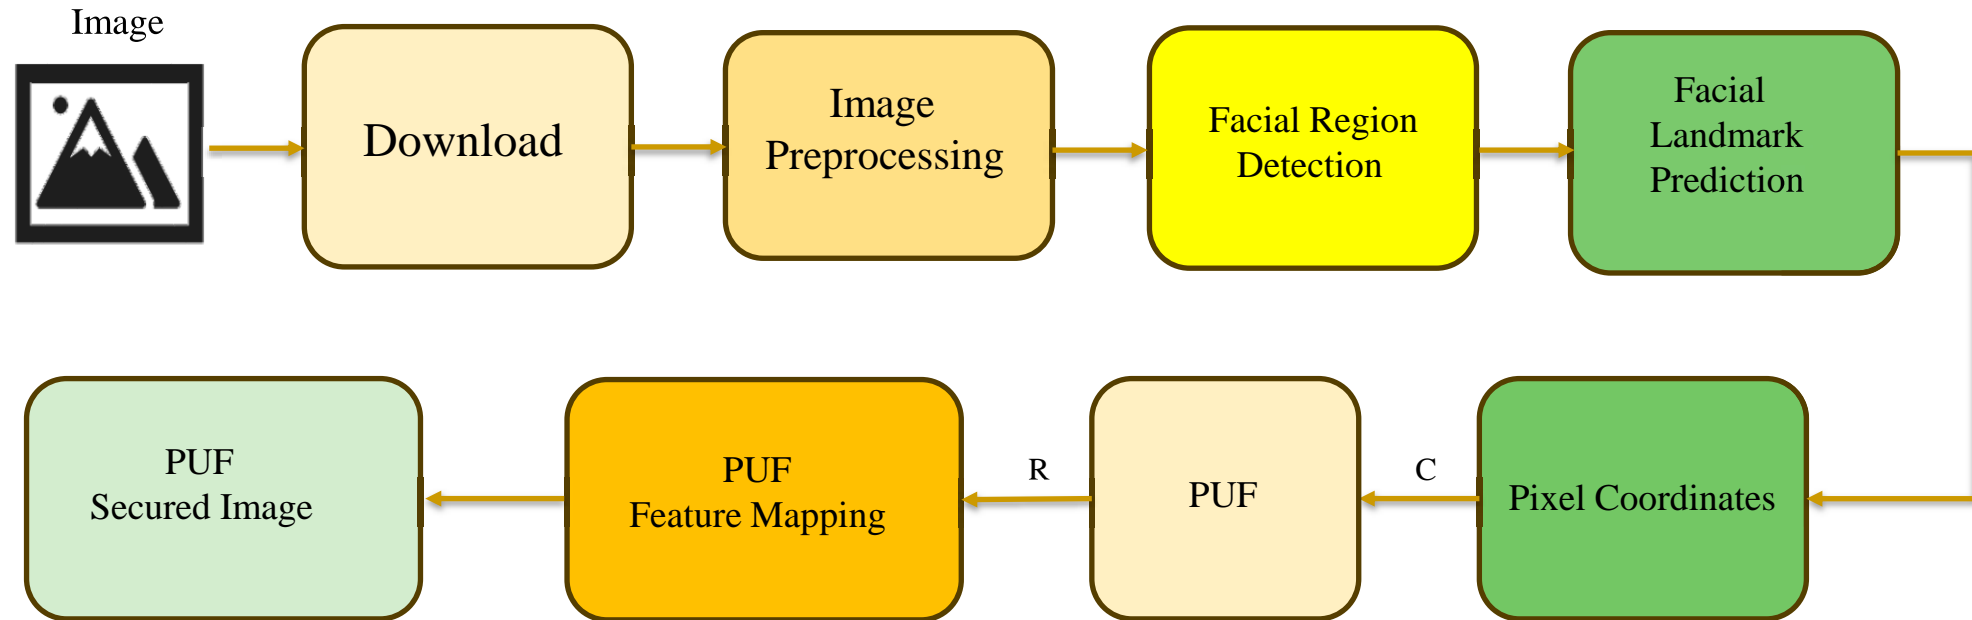 Image
Download
Image
Preprocessing
Facial Region
Detection
Facial
Landmark
Prediction
PUF
Secured Image
PUF
Feature Mapping
R
PUF
C
Pixel Coordinates